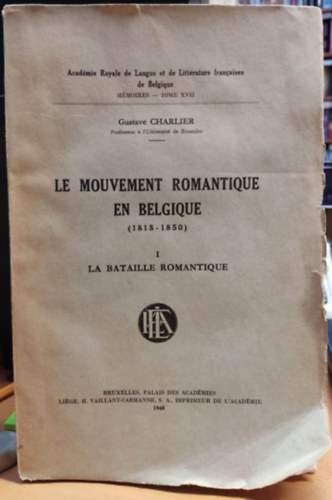 Académie Royale de Langue et de Littérature françaises
de Belgique
MÉMOIRES — TOME XVII
Gustave CHARLIER
Professeur à l'Université de Bruxelles
LE MOUVEMENT ROMANTIQUE
EN BELGIQUE
(1815-1850)
I
LA BATAILLE ROMANTIQUE
BRUXELLES, PALAIS DES ACADÉMIES
LIÉGE, H. VAILLANT-CARMANNE, S. A., IMPRIMEUR DE L'ACADÉMIE